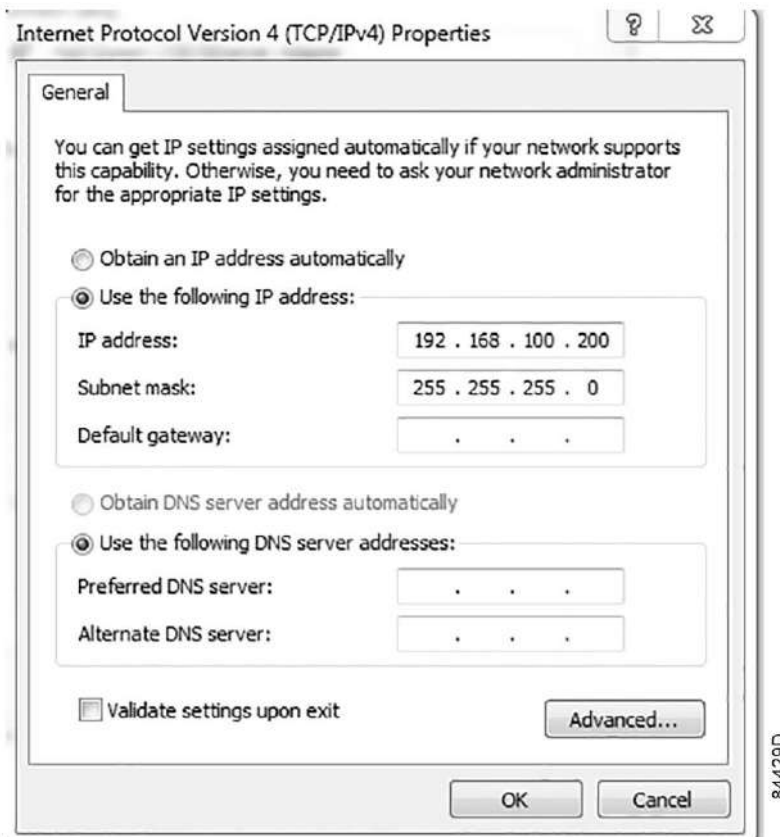 Internet Protocol Version 4 (TCP/IPv4) Properties
General
You can get IP settings assigned automatically if your network supports
this capability. Otherwise, you need to ask your network administrator
for the appropriate IP settings.
Obtain an IP address automatically
Use the following IP address:
IP address: 192 . 168 . 100 . 200
Subnet mask: 255 . 255 . 255 . 0
Default gateway: . . .
Obtain DNS server address automatically
Use the following DNS server addresses:
Preferred DNS server: . . .
Alternate DNS server: . . .
Validate settings upon exit
Advanced...
OK Cancel
84439D